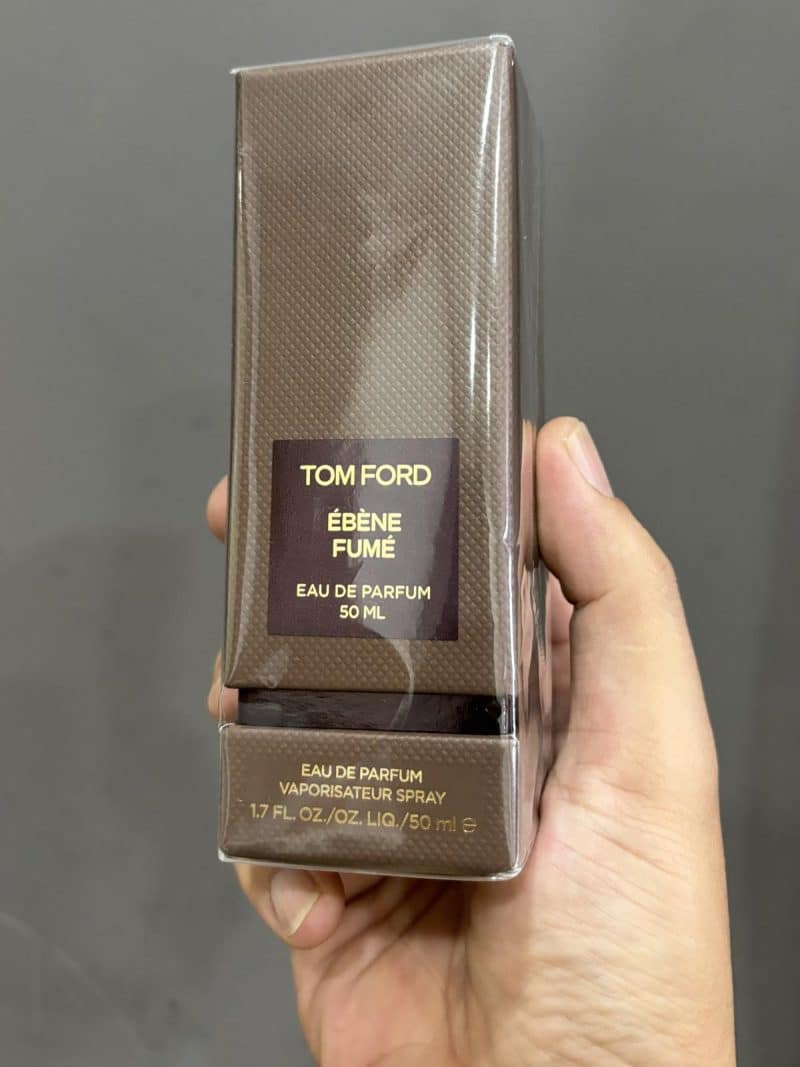 TOM FORD
ÉBÈNE
FUMÉ
EAU DE PARFUM
50 ML
EAU DE PARFUM
VAPORISATEUR SPRAY
1.7 FL. OZ./OZ. LIQ./50 ml ℮